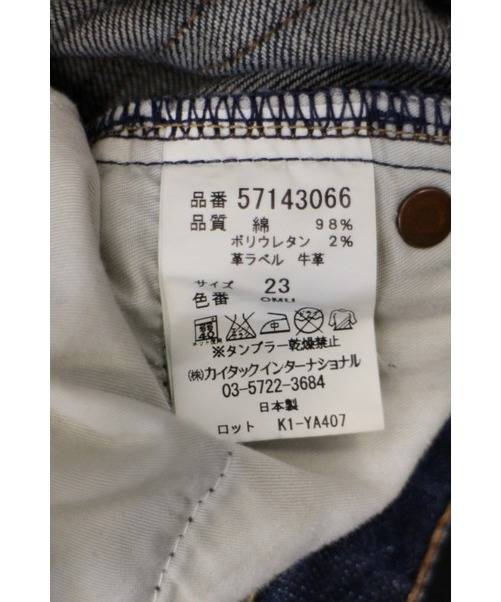 品番 57143066
品質 綿 98%
ポリウレタン 2%
革ラベル 牛革
サイズ 23
色番 OMLI
※タンブラー乾燥禁止
㈱カイタックインターナショナル
03-5722-3684
日本製
ロット K1-YA407